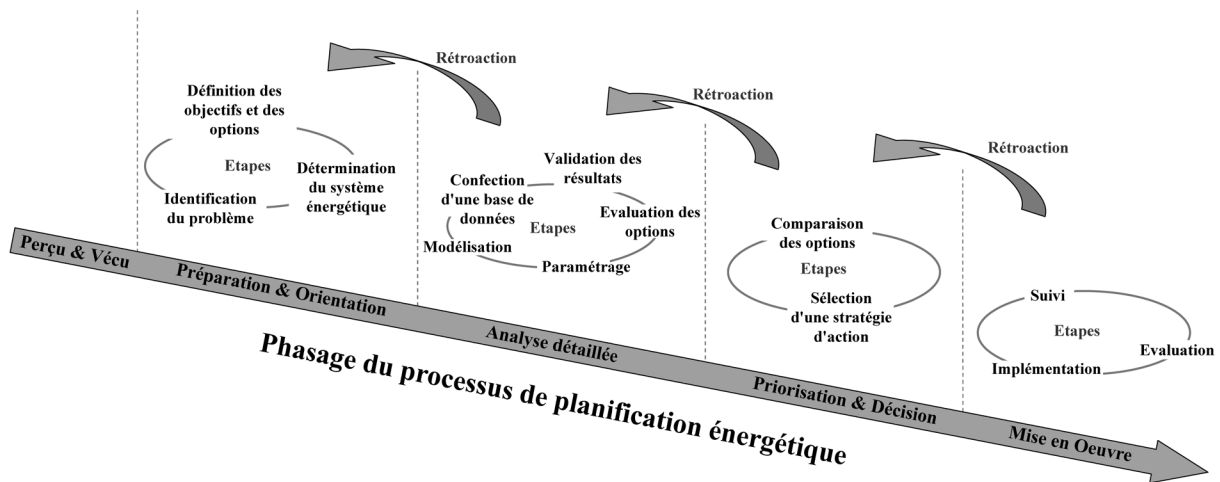 Rétroaction
Définition des
objectifs et des
options
Etapes
Détermination
du système
énergétique
Identification
du problème
Rétroaction
Validation des
résultats
Confection
d'une base de
données
Etapes
Evaluation des
options
Modélisation
Paramétrage
Rétroaction
Comparaison
des options
Etapes
Sélection
d'une stratégie
d'action
Suivi
Etapes
Evaluation
Implémentation
Perçu & Vécu
Préparation & Orientation
Analyse détaillée
Priorisation & Décision
Mise en Oeuvre
Phasage du processus de planification énergétique